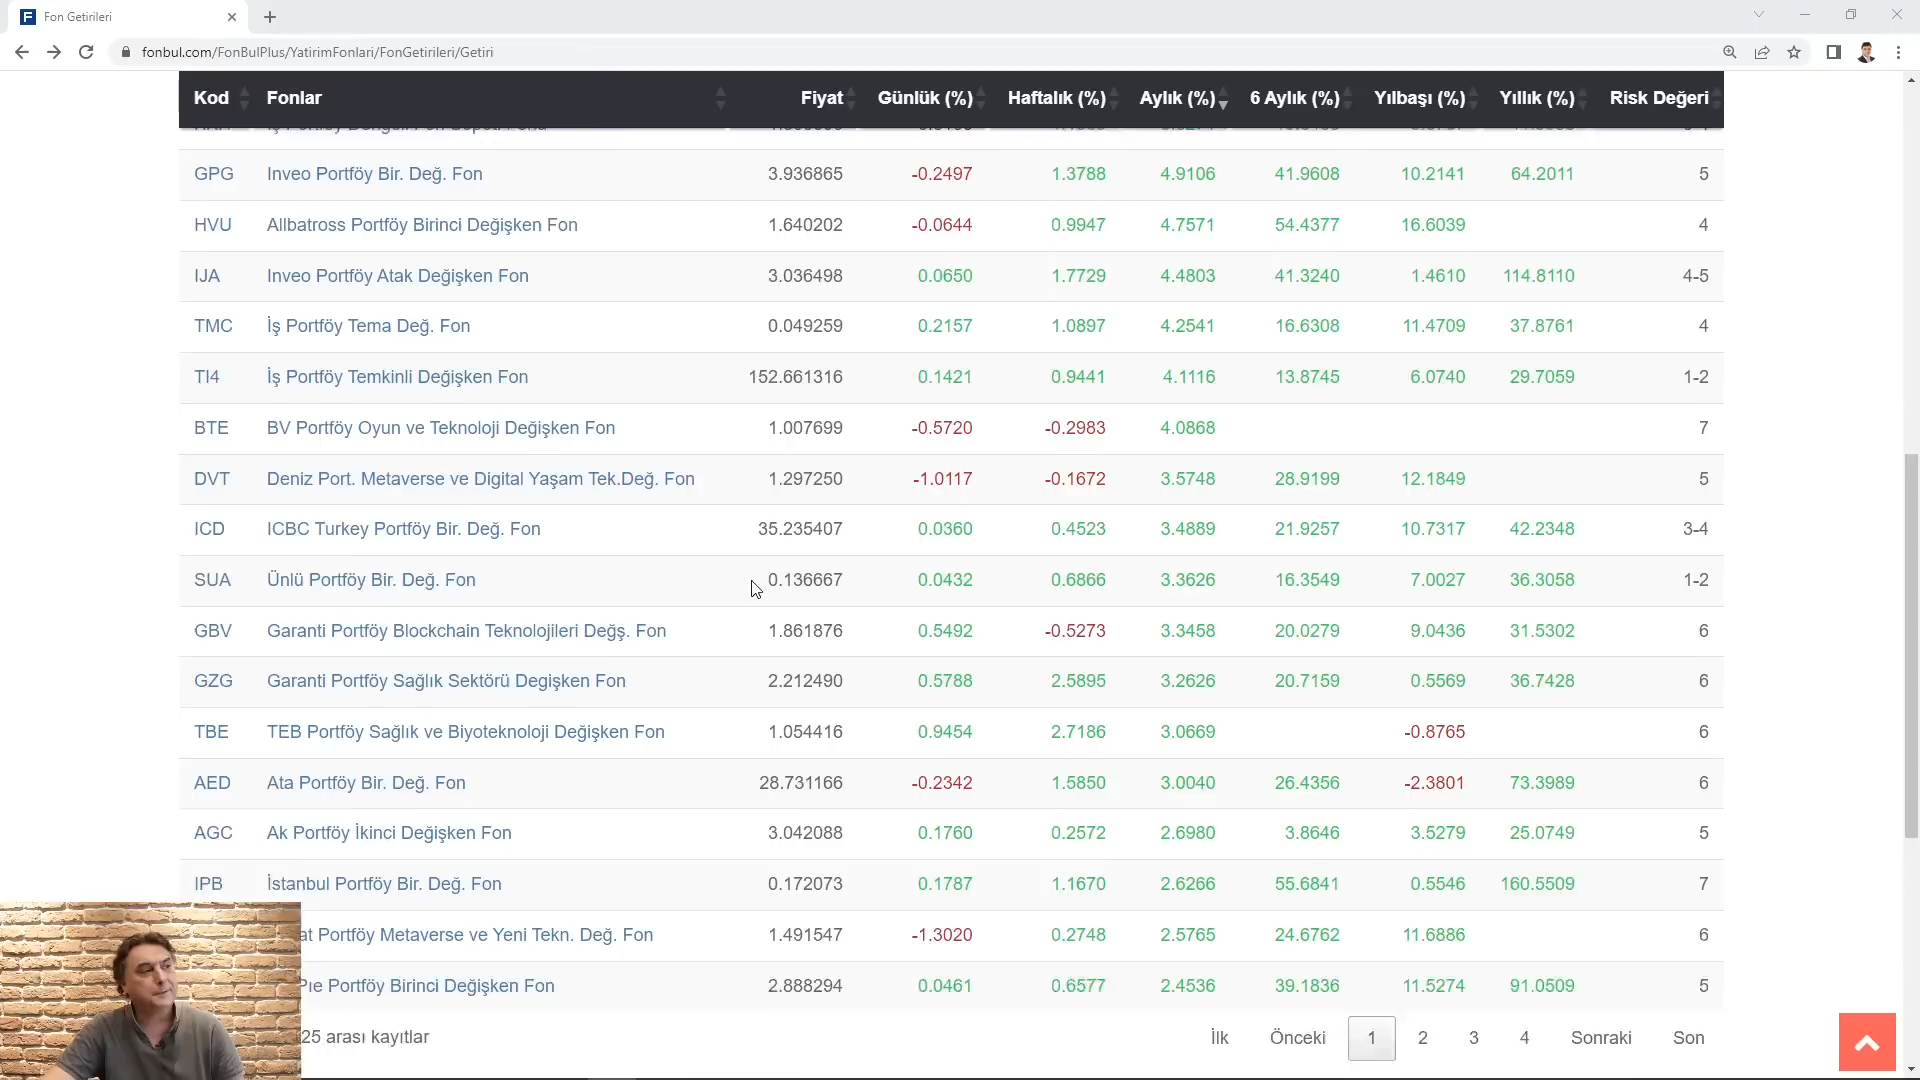 Fon Getirileri
fonbul.com/FonBulPlus/YatirimFonlari/FonGetirileri/Getiri
Kod Fonlar Fiyat Günlük (%) Haftalık (%) Aylık (%) 6 Aylık (%) Yılbaşı (%) Yıllık (%) Risk Değeri
GPG Inveo Portföy Bir. Değ. Fon 3.936865 -0.2497 1.3788 4.9106 41.9608 10.2141 64.2011 5
HVU Allbatross Portföy Birinci Değişken Fon 1.640202 -0.0644 0.9947 4.7571 54.4377 16.6039 4
IJA Inveo Portföy Atak Değişken Fon 3.036498 0.0650 1.7729 4.4803 41.3240 1.4610 114.8110 4-5
TMC İş Portföy Tema Değ. Fon 0.049259 0.2157 1.0897 4.2541 16.6308 11.4709 37.8761 4
TI4 İş Portföy Temkinli Değişken Fon 152.661316 0.1421 0.9441 4.1116 13.8745 6.0740 29.7059 1-2
BTE BV Portföy Oyun ve Teknoloji Değişken Fon 1.007699 -0.5720 -0.2983 4.0868 7
DVT Deniz Port. Metaverse ve Digital Yaşam Tek.Değ. Fon 1.297250 -1.0117 -0.1672 3.5748 28.9199 12.1849 5
ICD ICBC Turkey Portföy Bir. Değ. Fon 35.235407 0.0360 0.4523 3.4889 21.9257 10.7317 42.2348 3-4
SUA Ünlü Portföy Bir. Değ. Fon 0.136667 0.0432 0.6866 3.3626 16.3549 7.0027 36.3058 1-2
GBV Garanti Portföy Blockchain Teknolojileri Değş. Fon 1.861876 0.5492 -0.5273 3.3458 20.0279 9.0436 31.5302 6
GZG Garanti Portföy Sağlık Sektörü Degişken Fon 2.212490 0.5788 2.5895 3.2626 20.7159 0.5569 36.7428 6
TBE TEB Portföy Sağlık ve Biyoteknoloji Değişken Fon 1.054416 0.9454 2.7186 3.0669 -0.8765 6
AED Ata Portföy Bir. Değ. Fon 28.731166 -0.2342 1.5850 3.0040 26.4356 -2.3801 73.3989 6
AGC Ak Portföy İkinci Değişken Fon 3.042088 0.1760 0.2572 2.6980 3.8646 3.5279 25.0749 5
IPB İstanbul Portföy Bir. Değ. Fon 0.172073 0.1787 1.1670 2.6266 55.6841 0.5546 160.5509 7
at Portföy Metaverse ve Yeni Tekn. Değ. Fon 1.491547 -1.3020 0.2748 2.5765 24.6762 11.6886 6
Portföy Birinci Değişken Fon 2.888294 0.0461 0.6577 2.4536 39.1836 11.5274 91.0509 5
25 arası kayıtlar İlk Önceki 1 2 3 4 Sonraki Son